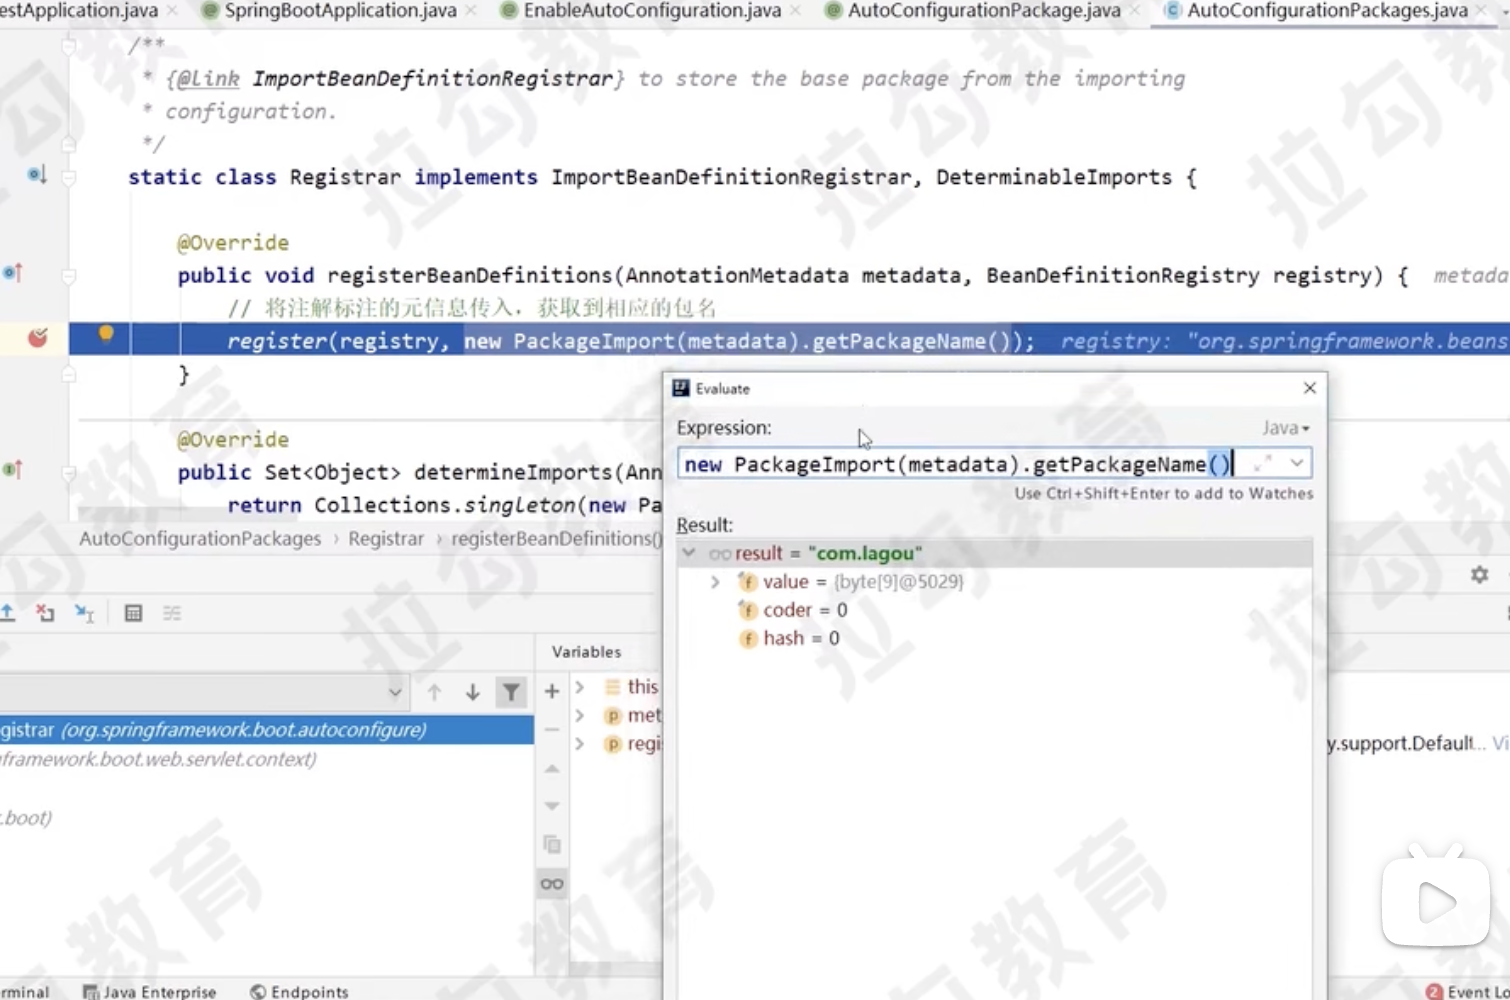 estApplication.java SpringBootApplication.java EnableAutoConfiguration.java AutoConfigurationPackage.java AutoConfigurationPackages.java
/**
* {@link ImportBeanDefinitionRegistrar} to store the base package from the importing
* configuration.
*/
static class Registrar implements ImportBeanDefinitionRegistrar, DeterminableImports {
@Override
public void registerBeanDefinitions(AnnotationMetadata metadata, BeanDefinitionRegistry registry) { metada
// 将注解标注的元信息传入，获取到相应的包名
register(registry, new PackageImport(metadata).getPackageName()); registry: "org.springframework.beans
}
@Override
public Set<Object> determineImports(Ann
return Collections.singleton(new Pa
AutoConfigurationPackages › Registrar › registerBeanDefinitions()
Evaluate
Expression:
Java
new PackageImport(metadata).getPackageName()
Use Ctrl+Shift+Enter to add to Watches
Result:
result = "com.lagou"
value = {byte[9]@5029}
coder = 0
hash = 0
Variables
this
met
regi
y.support.Default... Vi
gistrar (org.springframework.boot.autoconfigure)
framework.boot.web.servlet.context)
.boot)
rminal Java Enterprise Endpoints
2 Event Lo
拉勾教育